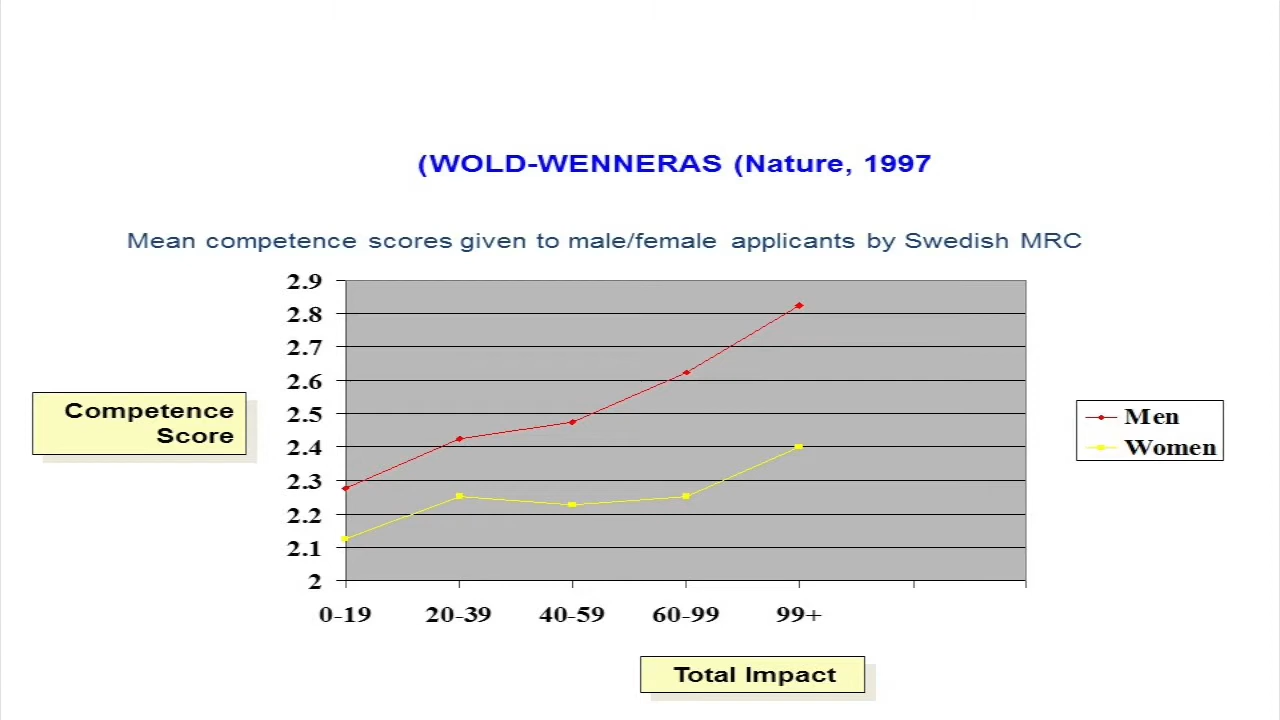 (WOLD-WENNERAS (Nature, 1997
Mean competence scores given to male/female applicants by Swedish MRC
2.9
2.8
2.7
2.6
2.5
2.4
2.3
2.2
2.1
2
Competence
Score
Men
Women
0-19 20-39 40-59 60-99 99+
Total Impact